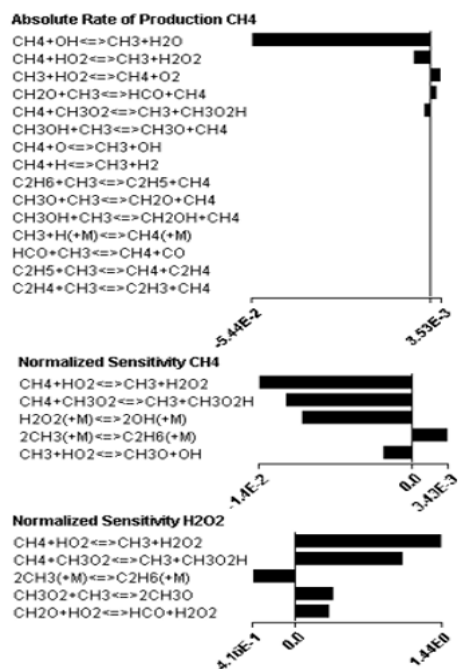 Absolute Rate of Production CH4
CH4+OH<=>CH3+H2O
CH4+HO2<=>CH3+H2O2
CH3+HO2<=>CH4+O2
CH2O+CH3<=>HCO+CH4
CH4+CH3O2<=>CH3+CH3O2H
CH3OH+CH3<=>CH3O+CH4
CH4+O<=>CH3+OH
CH4+H<=>CH3+H2
C2H6+CH3<=>C2H5+CH4
CH3O+CH3<=>CH2O+CH4
CH3OH+CH3<=>CH2OH+CH4
CH3+H(+M)<=>CH4(+M)
HCO+CH3<=>CH4+CO
C2H5+CH3<=>CH4+C2H4
C2H4+CH3<=>C2H3+CH4
-5.44E-2
3.53E-3
Normalized Sensitivity CH4
CH4+HO2<=>CH3+H2O2
CH4+CH3O2<=>CH3+CH3O2H
H2O2(+M)<=>2OH(+M)
2CH3(+M)<=>C2H6(+M)
CH3+HO2<=>CH3O+OH
-1.4E-2
0.0
3.43E-3
Normalized Sensitivity H2O2
CH4+HO2<=>CH3+H2O2
CH4+CH3O2<=>CH3+CH3O2H
2CH3(+M)<=>C2H6(+M)
CH3O2+CH3<=>2CH3O
CH2O+HO2<=>HCO+H2O2
4.16E-1
0.0
1.44E0